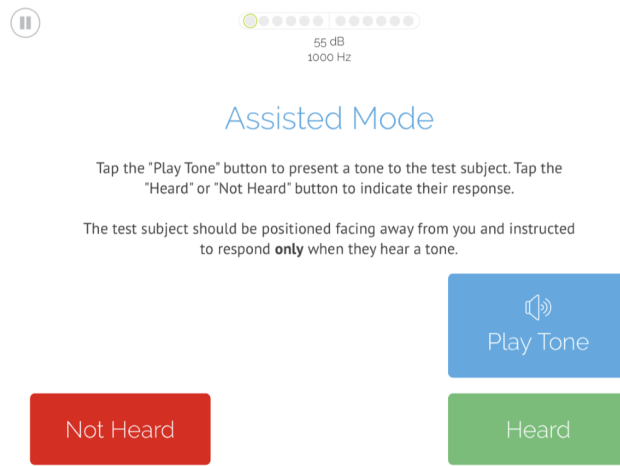 55 dB
1000 Hz
Assisted Mode
Tap the "Play Tone" button to present a tone to the test subject. Tap the
"Heard" or "Not Heard" button to indicate their response.
The test subject should be positioned facing away from you and instructed
to respond only when they hear a tone.
Play Tone
Not Heard
Heard